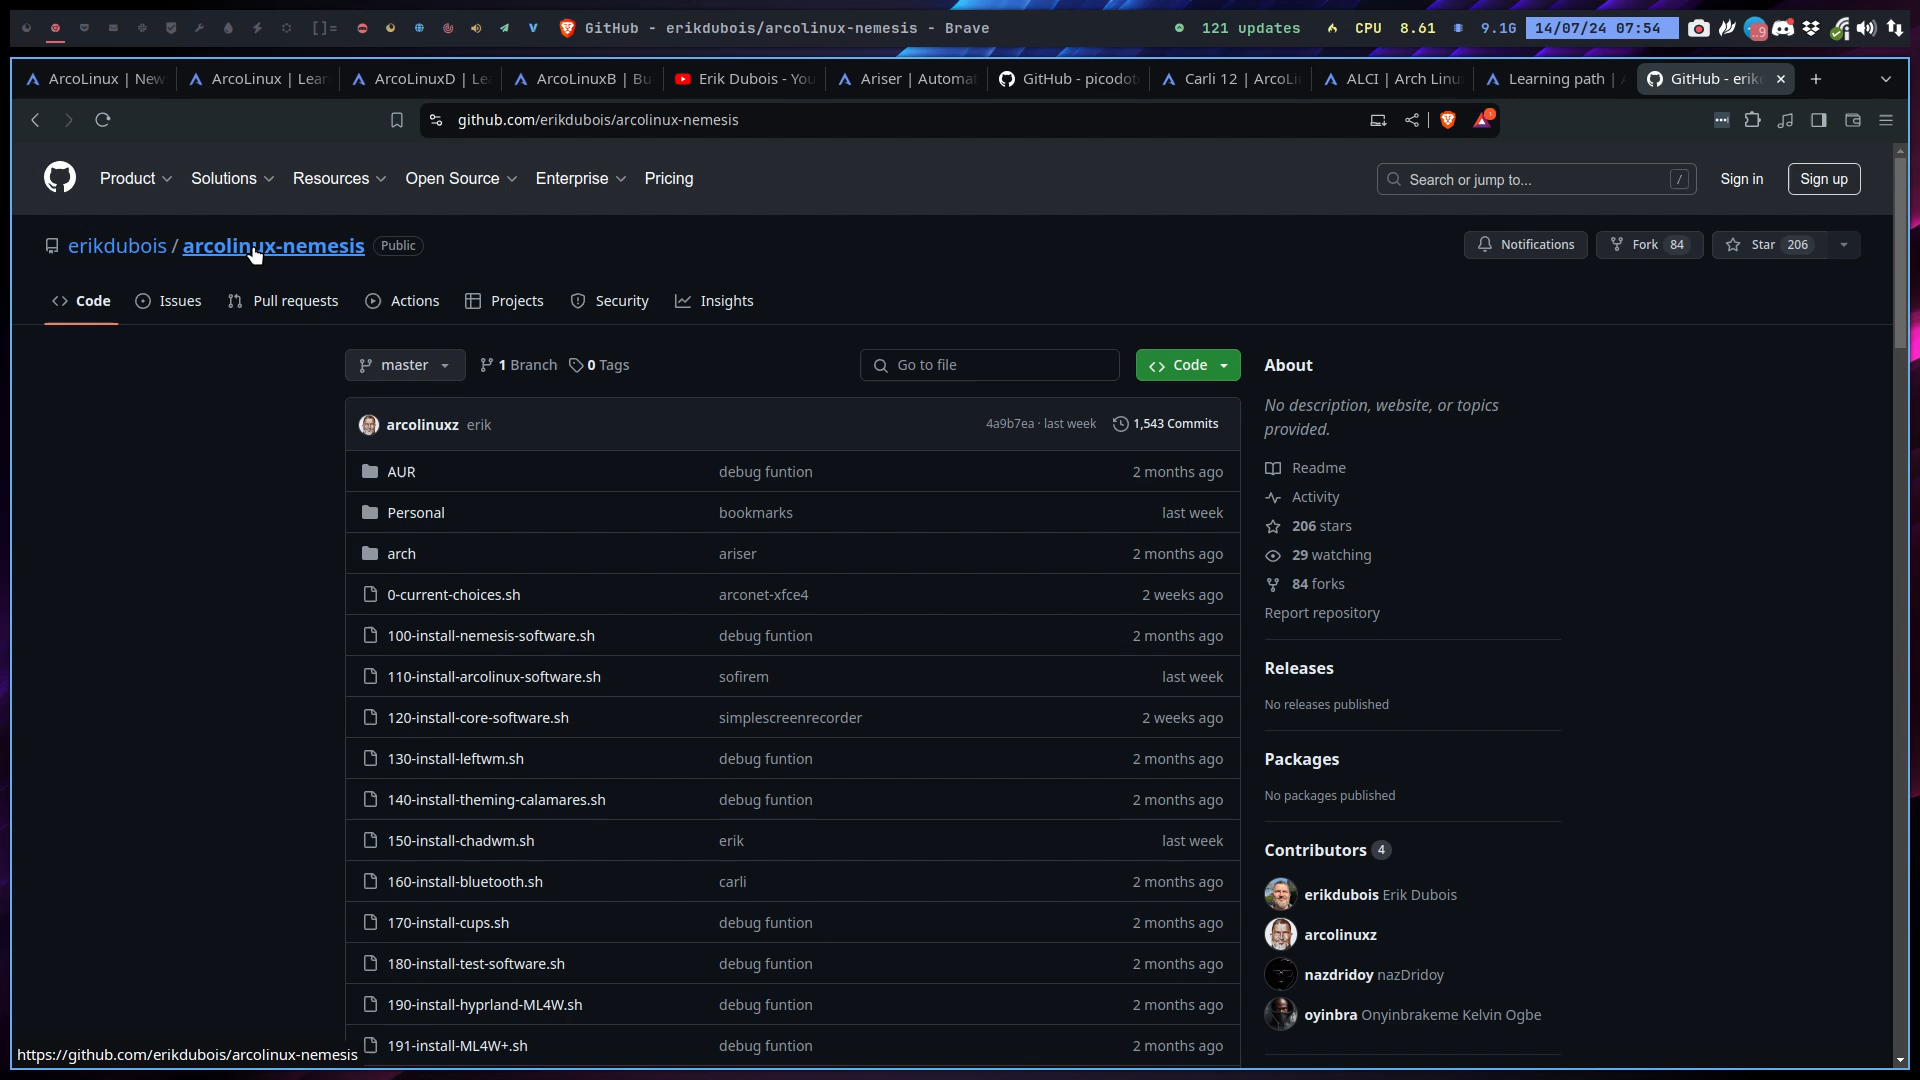 []=
V
GitHub - erikdubois/arcolinux-nemesis - Brave
121 updates
CPU 8.61
9.1G
14/07/24 07:54
ArcoLinux | New
ArcoLinux | Lear
ArcoLinuxD | Le
ArcoLinuxB | Bu
Erik Dubois - You
Ariser | Automat
GitHub - picodot
Carli 12 | ArcoLi
ALCI | Arch Linu
Learning path |
GitHub - erik
github.com/erikdubois/arcolinux-nemesis
Product
Solutions
Resources
Open Source
Enterprise
Pricing
Search or jump to...
/
Sign in
Sign up
erikdubois / arcolinux-nemesis
Public
Notifications
Fork 84
Star 206
Code
Issues
Pull requests
Actions
Projects
Security
Insights
master
1 Branch
0 Tags
Go to file
Code
arcolinuxz erik
4a9b7ea · last week
1,543 Commits
AUR debug funtion 2 months ago
Personal bookmarks last week
arch ariser 2 months ago
0-current-choices.sh arconet-xfce4 2 weeks ago
100-install-nemesis-software.sh debug funtion 2 months ago
110-install-arcolinux-software.sh sofirem last week
120-install-core-software.sh simplescreenrecorder 2 weeks ago
130-install-leftwm.sh debug funtion 2 months ago
140-install-theming-calamares.sh debug funtion 2 months ago
150-install-chadwm.sh erik last week
160-install-bluetooth.sh carli 2 months ago
170-install-cups.sh debug funtion 2 months ago
180-install-test-software.sh debug funtion 2 months ago
190-install-hyprland-ML4W.sh debug funtion 2 months ago
191-install-ML4W+.sh debug funtion 2 months ago
About
No description, website, or topics
provided.
Readme
Activity
206 stars
29 watching
84 forks
Report repository
Releases
No releases published
Packages
No packages published
Contributors 4
erikdubois Erik Dubois
arcolinuxz
nazdridoy nazDridoy
oyinbra Onyinbrakeme Kelvin Ogbe
https://github.com/erikdubois/arcolinux-nemesis